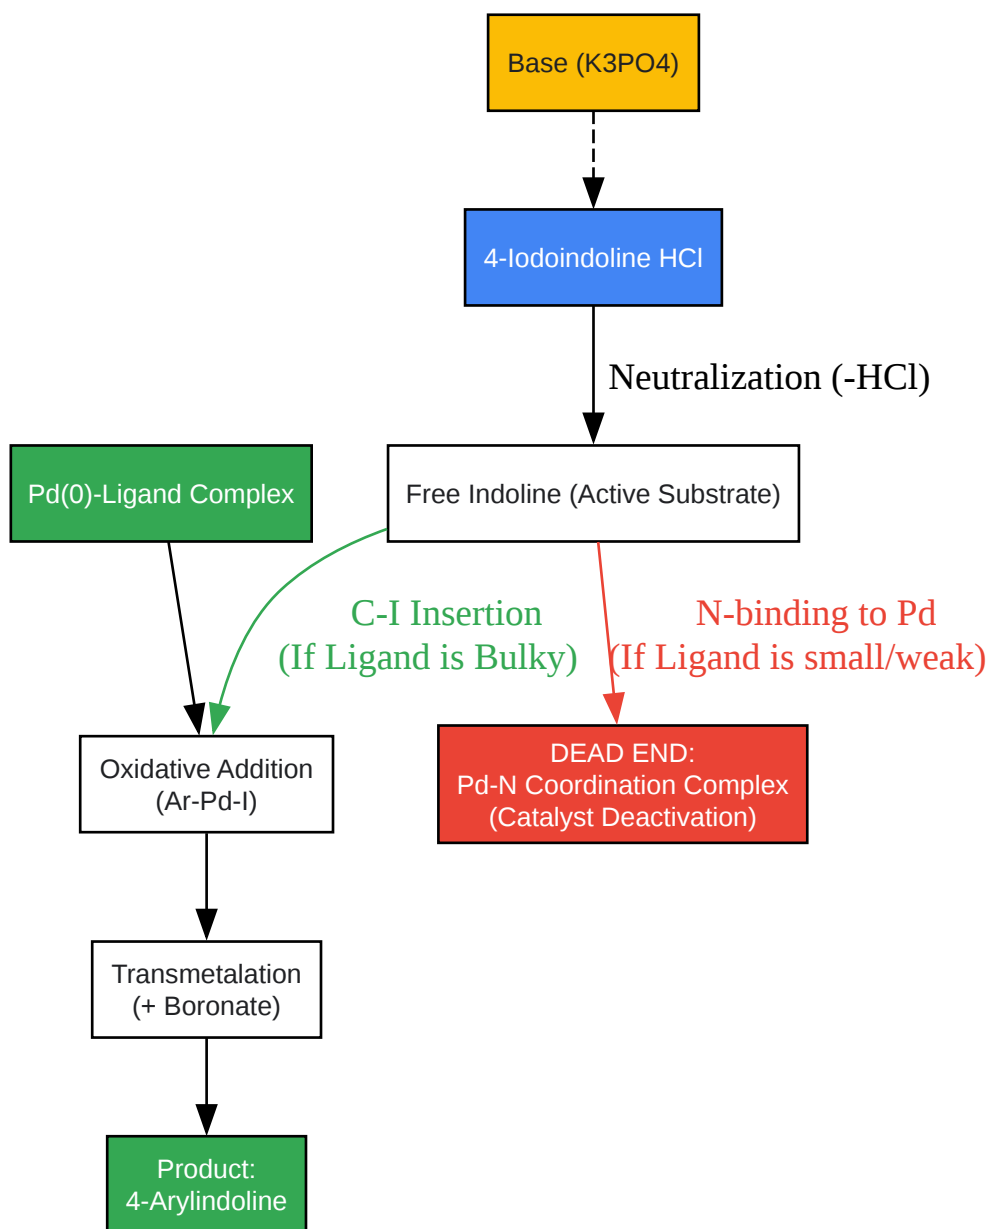 Base (K3PO4)
4-Iodoindoline HCl
Neutralization (-HCl)
Pd(0)-Ligand Complex
Free Indoline (Active Substrate)
C-I Insertion
(If Ligand is Bulky)
N-binding to Pd
(If Ligand is small/weak)
Oxidative Addition
(Ar-Pd-I)
DEAD END:
Pd-N Coordination Complex
(Catalyst Deactivation)
Transmetalation
(+ Boronate)
Product:
4-Arylindoline